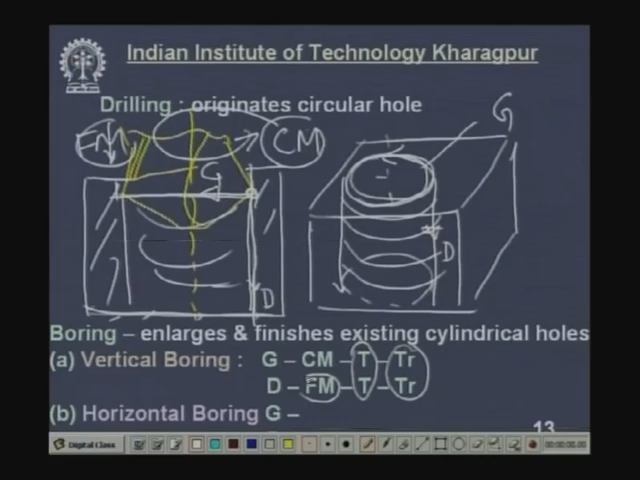 Indian Institute of Technology Kharagpur
Drilling : originates circular hole
FM CM G
G
D
D
Boring – enlarges & finishes existing cylindrical holes
(a) Vertical Boring : G – CM – T – Tr
D – FM – T – Tr
(b) Horizontal Boring G –
13
Digital Class